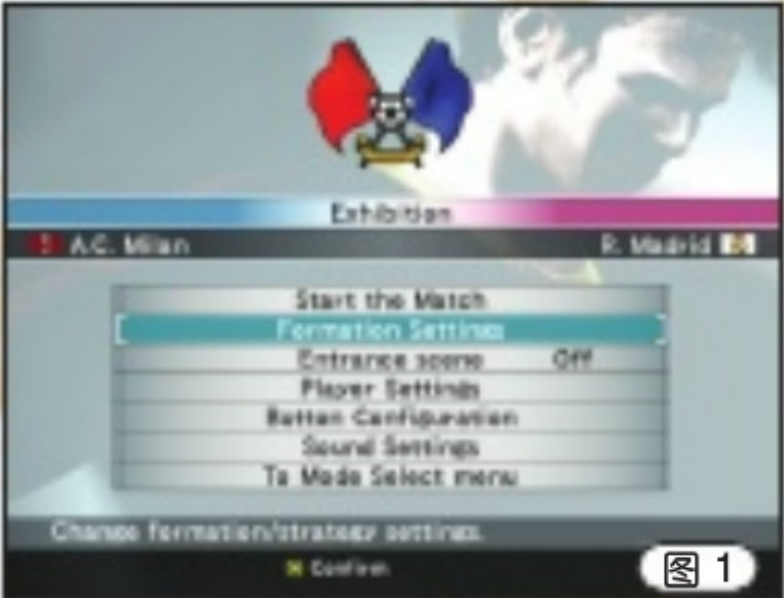 Exhibition
A.C. Milan R. Madrid
Start the Match
Formation Settings
Entrance scene Off
Player Settings
Button Configuration
Sound Settings
To Mode Select menu
Change formation/strategy settings.
Confirm
图 1